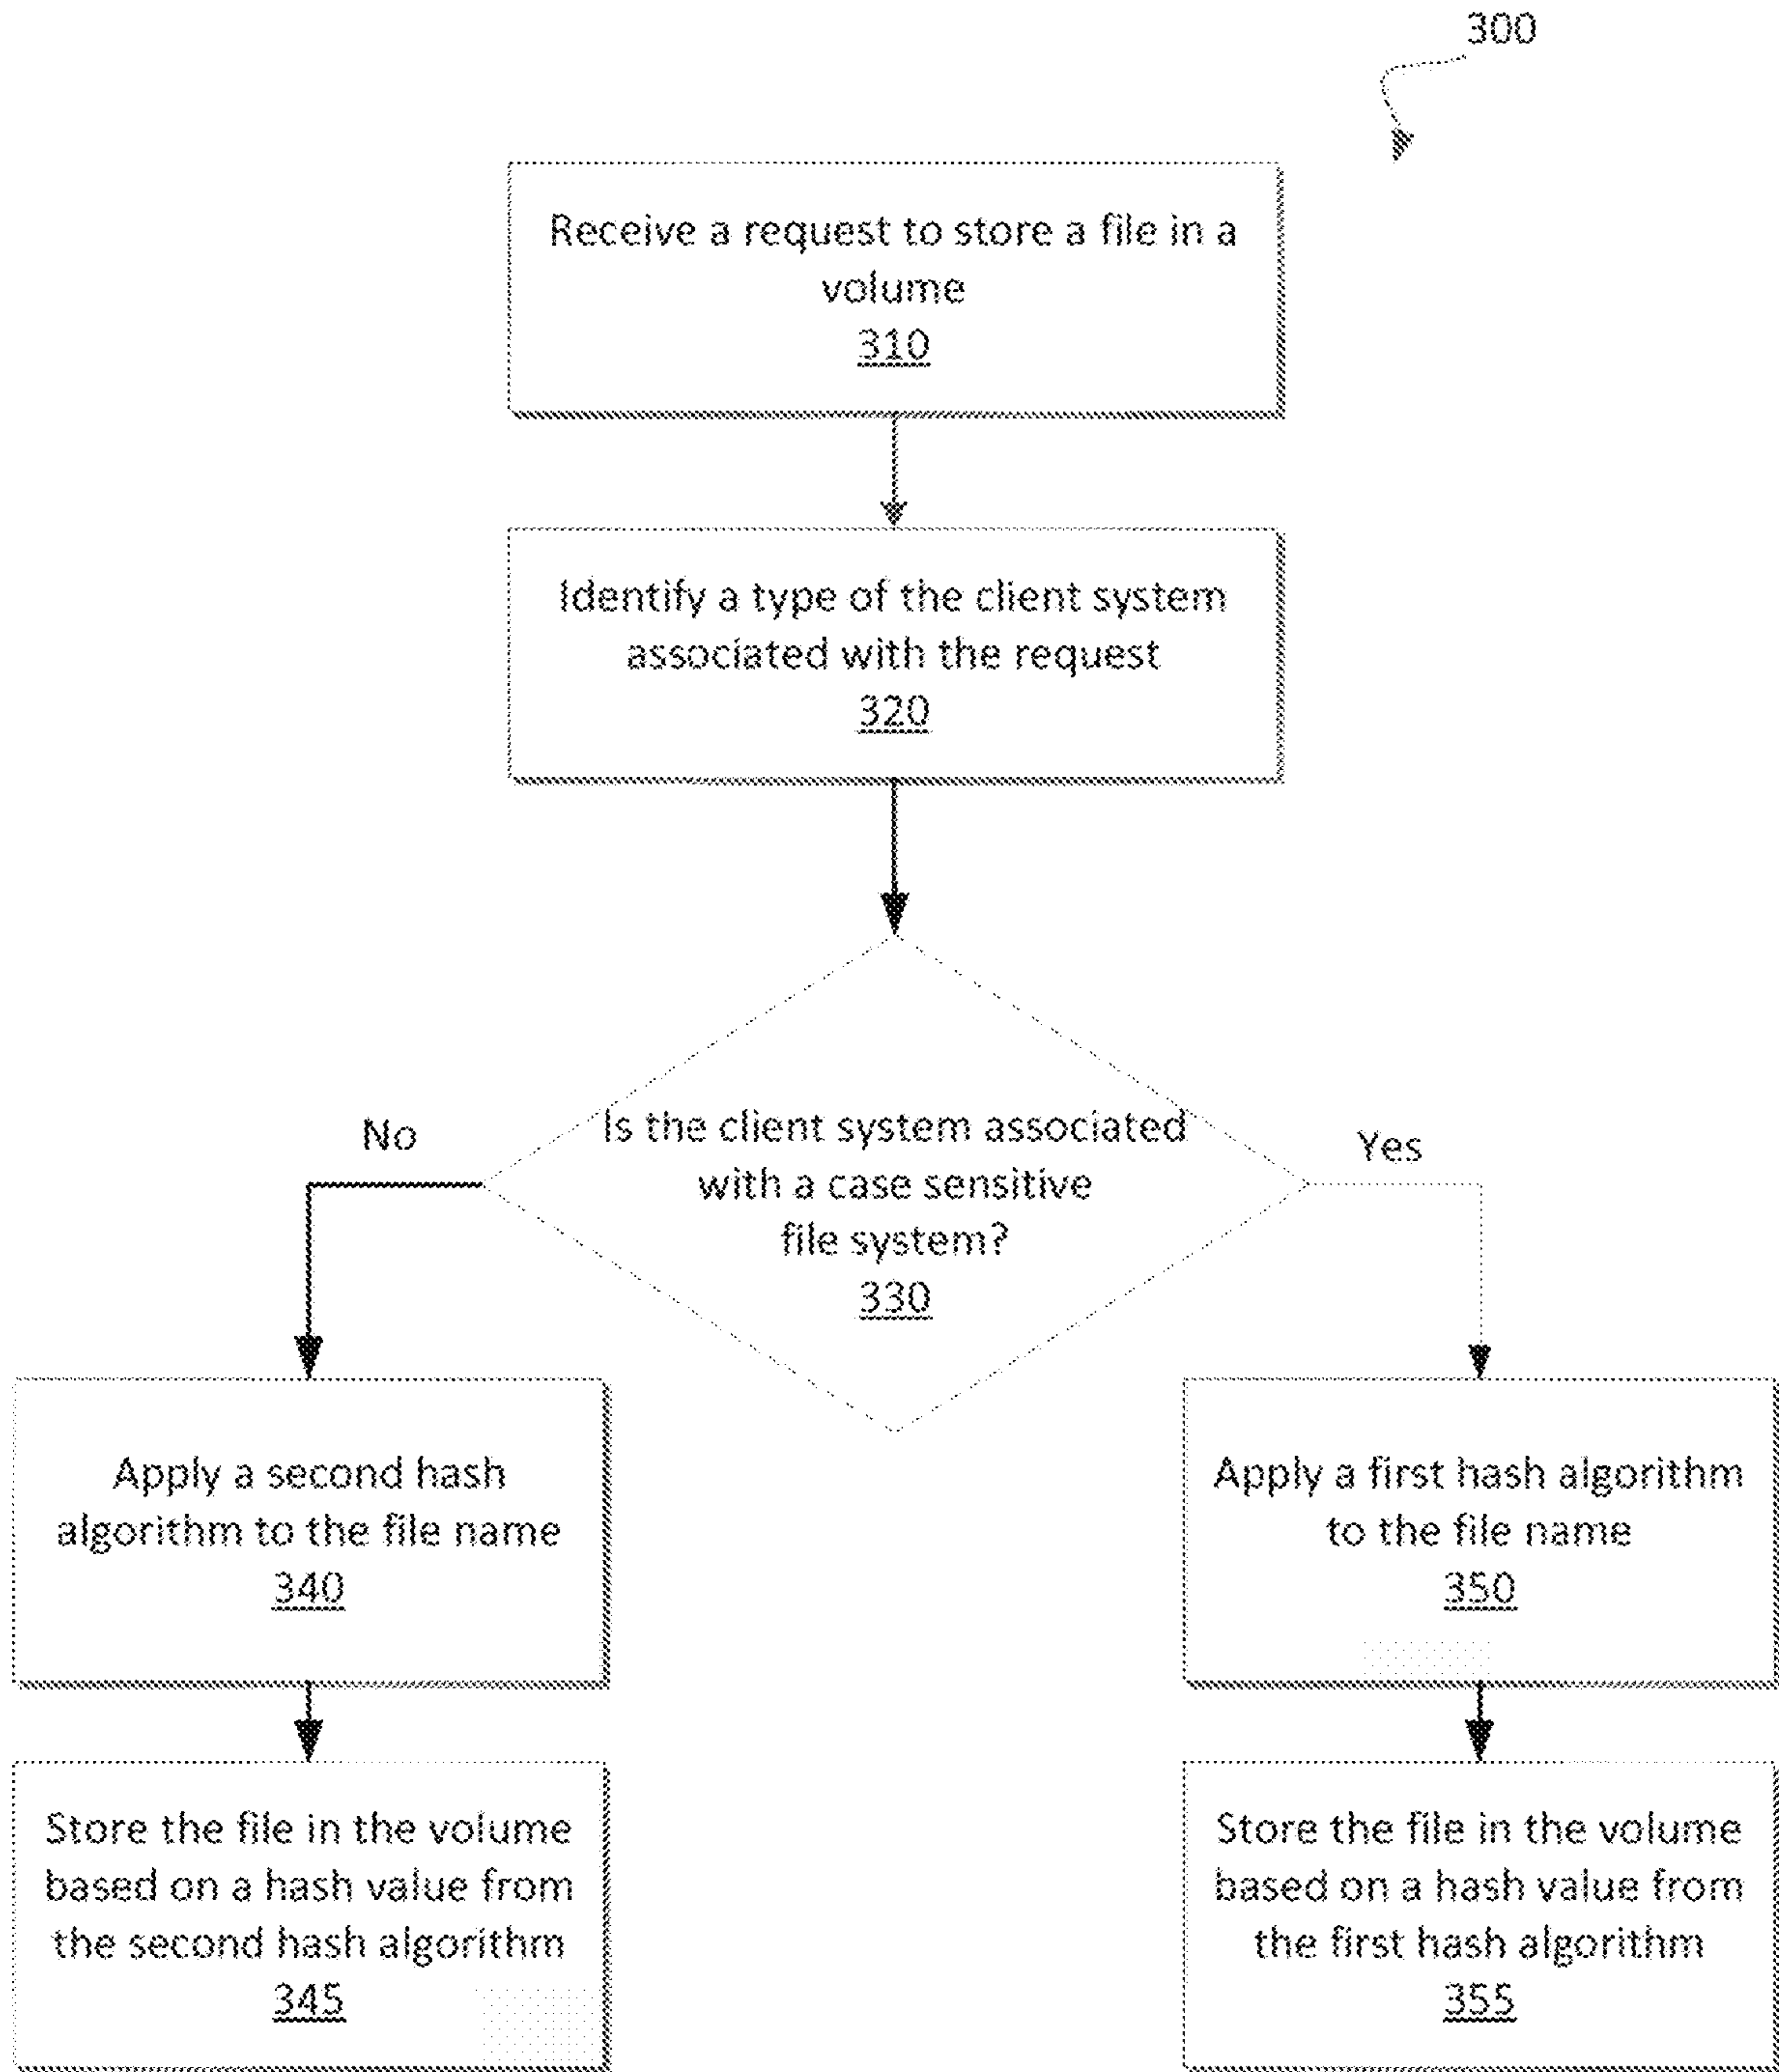 300
Receive a request to store a file in a
volume
310
Identify a type of the client system
associated with the request
320
Is the client system associated
with a case sensitive
file system?
330
No
Yes
Apply a second hash
algorithm to the file name
340
Apply a first hash algorithm
to the file name
350
Store the file in the volume
based on a hash value from
the second hash algorithm
345
Store the file in the volume
based on a hash value from
the first hash algorithm
355